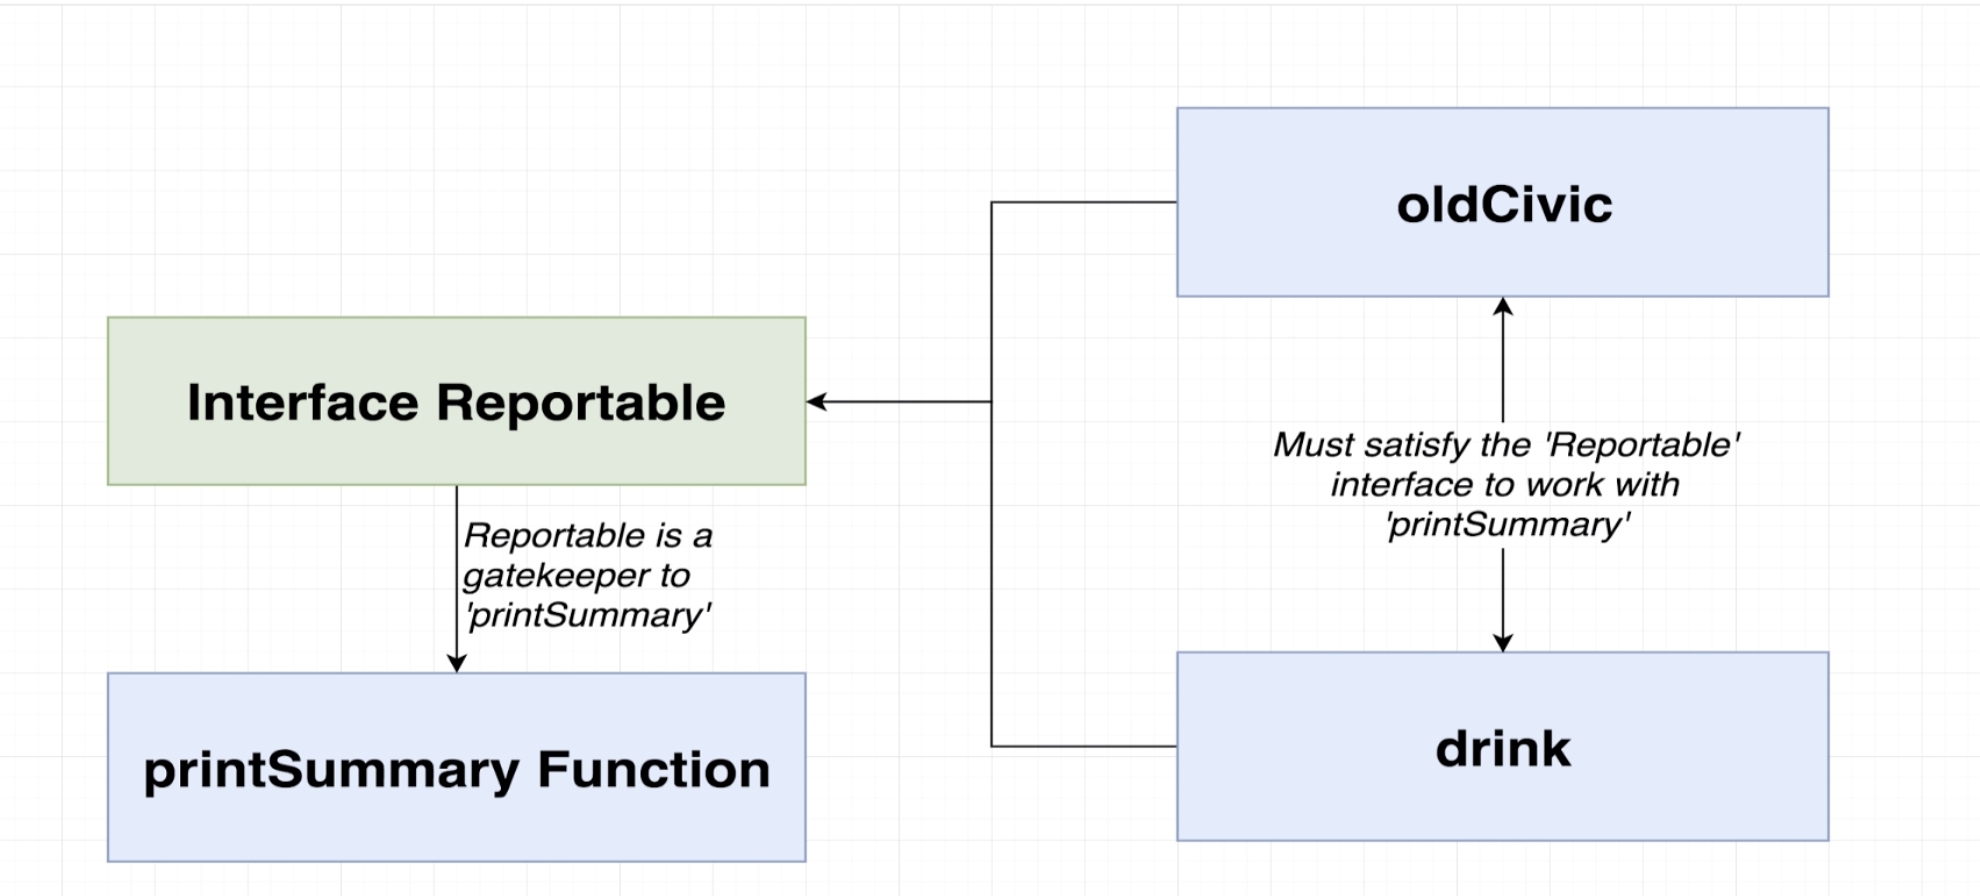 oldCivic
Interface Reportable
Must satisfy the 'Reportable'
interface to work with
'printSummary'
Reportable is a
gatekeeper to
'printSummary'
printSummary Function
drink